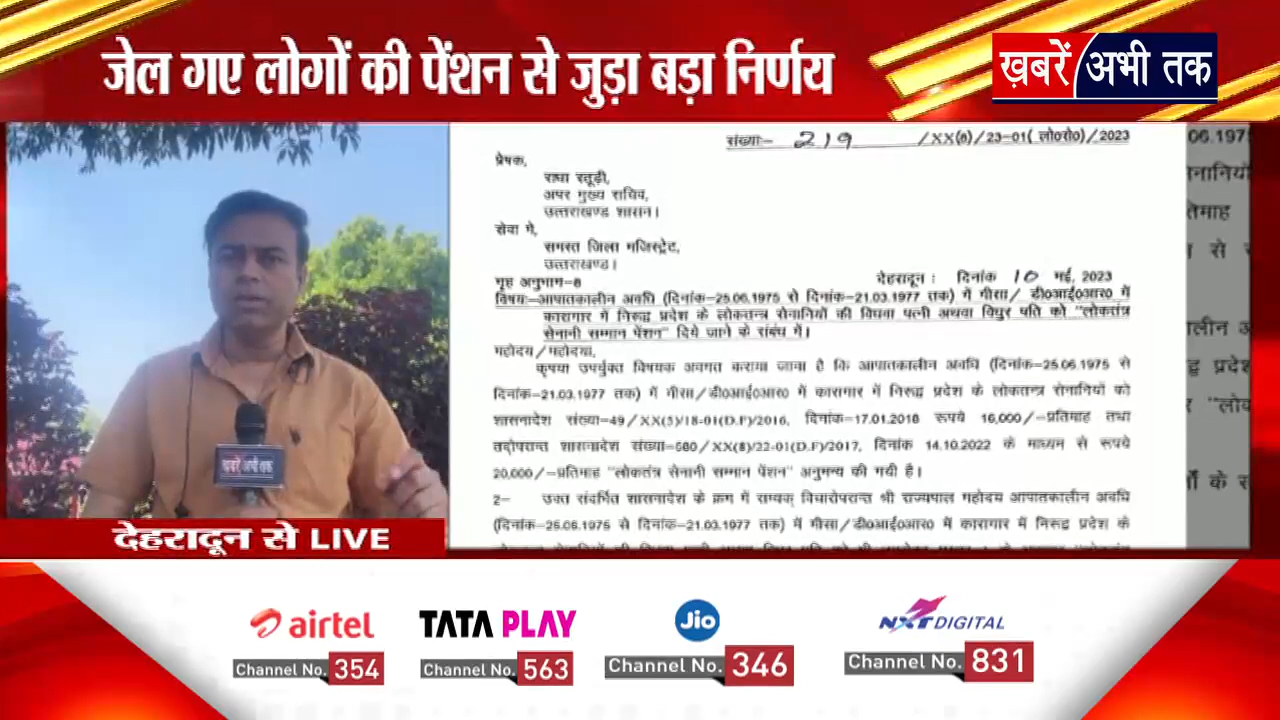 जेल गए लोगों की पेंशन से जुड़ा बड़ा निर्णय
ख़बरें अभी तक
संख्याः- 219 /XX(8)/23-01(लो०से०)/2023
प्रेषक,
राधा रतूड़ी,
अपर मुख्य सचिव,
उत्तराखण्ड शासन।
सेवा में,
समस्त जिला मजिस्ट्रेट,
उत्तराखण्ड।
गृह अनुभाग-8
देहरादून : दिनांक 10 मई, 2023
विषयः-आपातकालीन अवधि (दिनांक-25.06.1975 से दिनांक-21.03.1977 तक) में मीसा/ डी०आई०आर० में
कारागार में निरूद्ध प्रदेश के लोकतन्त्र सेनानियों की विधवा पत्नी अथवा विधुर पति को "लोकतंत्र
सेनानी सम्मान पेंशन" दिये जाने के संबंध में।
महोदय/महोदया,
कृपया उपर्युक्त विषयक अवगत कराया जाना है कि आपातकालीन अवधि (दिनांक-25.06.1975 से
दिनांक-21.03.1977 तक) में मीसा/डी०आई०आर० में कारागार में निरूद्ध प्रदेश के लोकतन्त्र सेनानियों को
शासनादेश संख्या-49/XX(5)/18-01(D.F)/2016, दिनांक-17.01.2018 रूपये 16,000/-प्रतिमाह तथा
तद्दोपरान्त शासनादेश संख्या-680/XX(8)/22-01(D.F)/2017, दिनांक 14.10.2022 के माध्यम से रूपये
20,000/-प्रतिमाह "लोकतंत्र सेनानी सम्मान पेंशन" अनुमन्य की गयी है।
2- उक्त संदर्भित शासनादेश के क्रम में सम्यक् विचारोपरान्त श्री राज्यपाल महोदय आपातकालीन अवधि
(दिनांक-25.06.1975 से दिनांक-21.03.1977 तक) में मीसा/डी०आई०आर० में कारागार में निरूद्ध प्रदेश के
ख़बरें अभी तक
देहरादून से LIVE
airtel
Channel No. 354
TATA PLAY
Channel No. 563
Jio
Channel No. 346
NXT DIGITAL
Channel No. 831